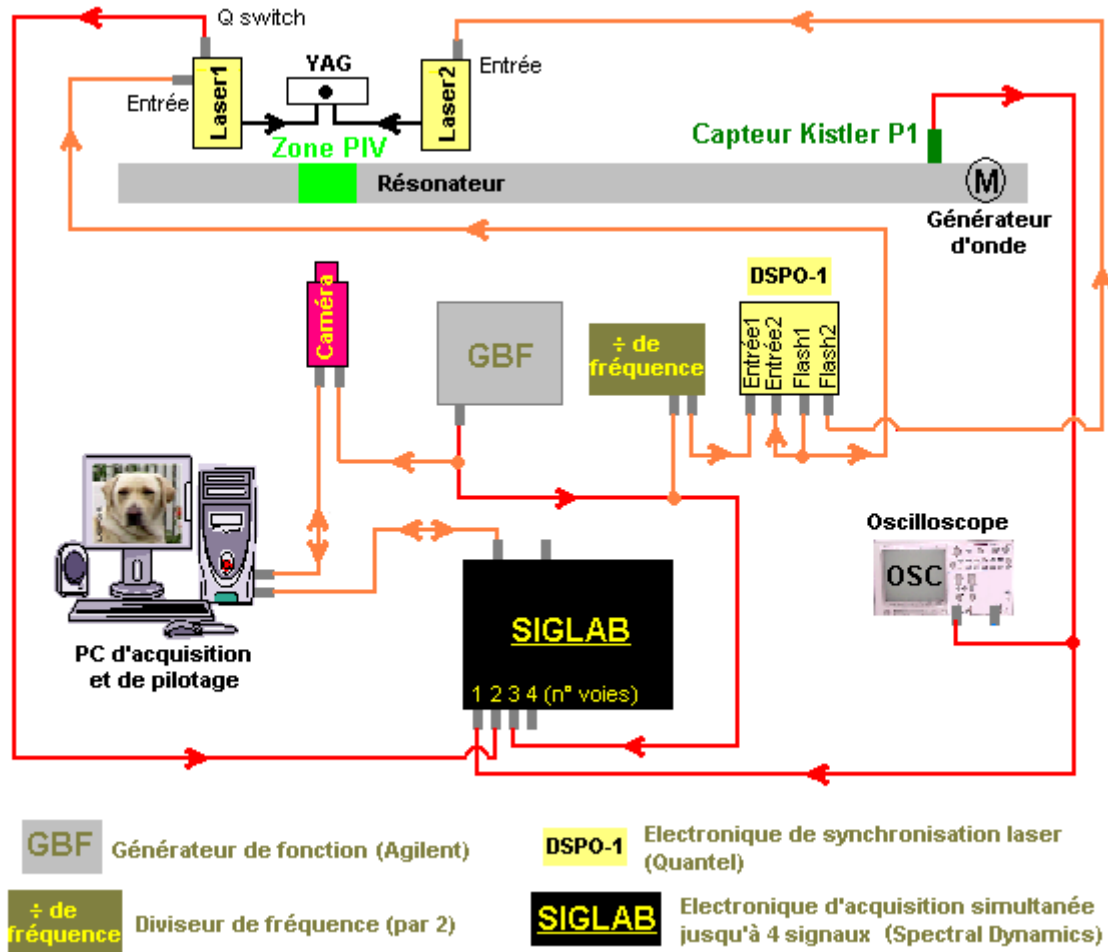 Q switch
YAG
Entrée
Entrée
Laser1
Laser2
Capteur Kistler P1
Zone PIV
Résonateur
M
Générateur
d'onde
DSPO-1
Caméra
GBF
÷ de
fréquence
Entrée1
Entrée2
Flash1
Flash2
Oscilloscope
OSC
SIGLAB
1 2 3 4 (n° voies)
PC d'acquisition
et de pilotage
GBF
Générateur de fonction (Agilent)
DSPO-1
Electronique de synchronisation laser
(Quantel)
÷ de
fréquence
Diviseur de fréquence (par 2)
SIGLAB
Electronique d'acquisition simultanée
jusqu'à 4 signaux (Spectral Dynamics)